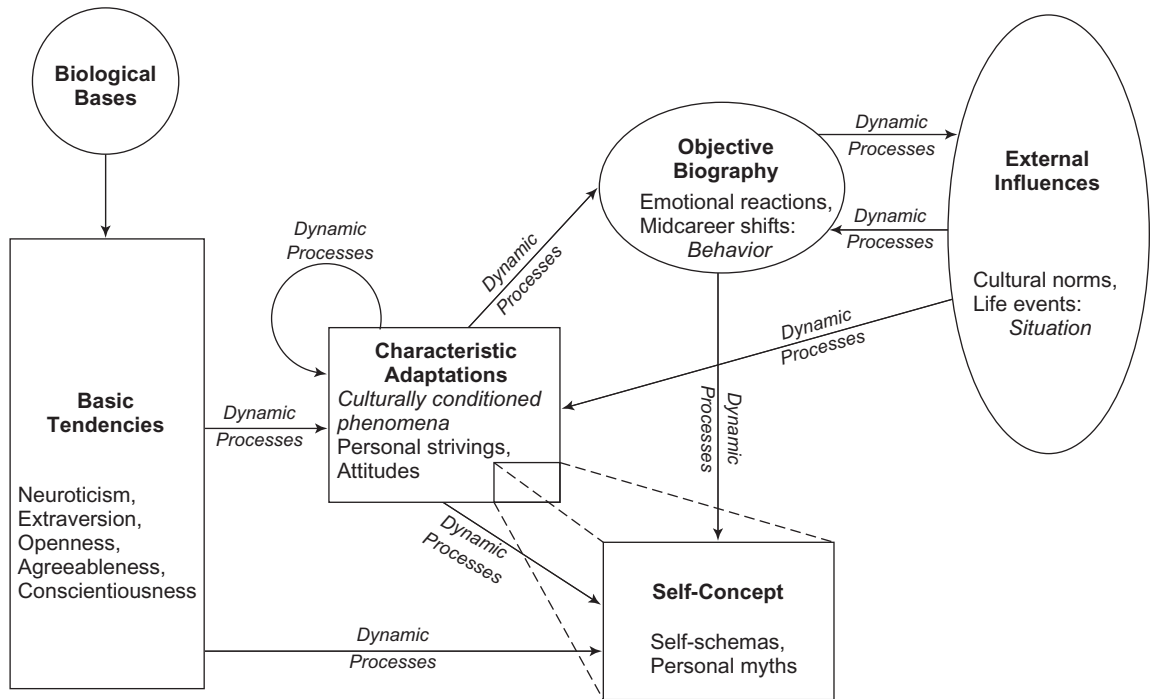 Biological
Bases
Basic
Tendencies
Neuroticism,
Extraversion,
Openness,
Agreeableness,
Conscientiousness
Dynamic
Processes
Dynamic
Processes
Characteristic
Adaptations
Culturally conditioned
phenomena
Personal strivings,
Attitudes
Dynamic
Processes
Objective
Biography
Emotional reactions,
Midcareer shifts:
Behavior
Dynamic
Processes
Dynamic
Processes
External
Influences
Cultural norms,
Life events:
Situation
Dynamic
Processes
Dynamic
Processes
Dynamic
Processes
Dynamic
Processes
Self-Concept
Self-schemas,
Personal myths